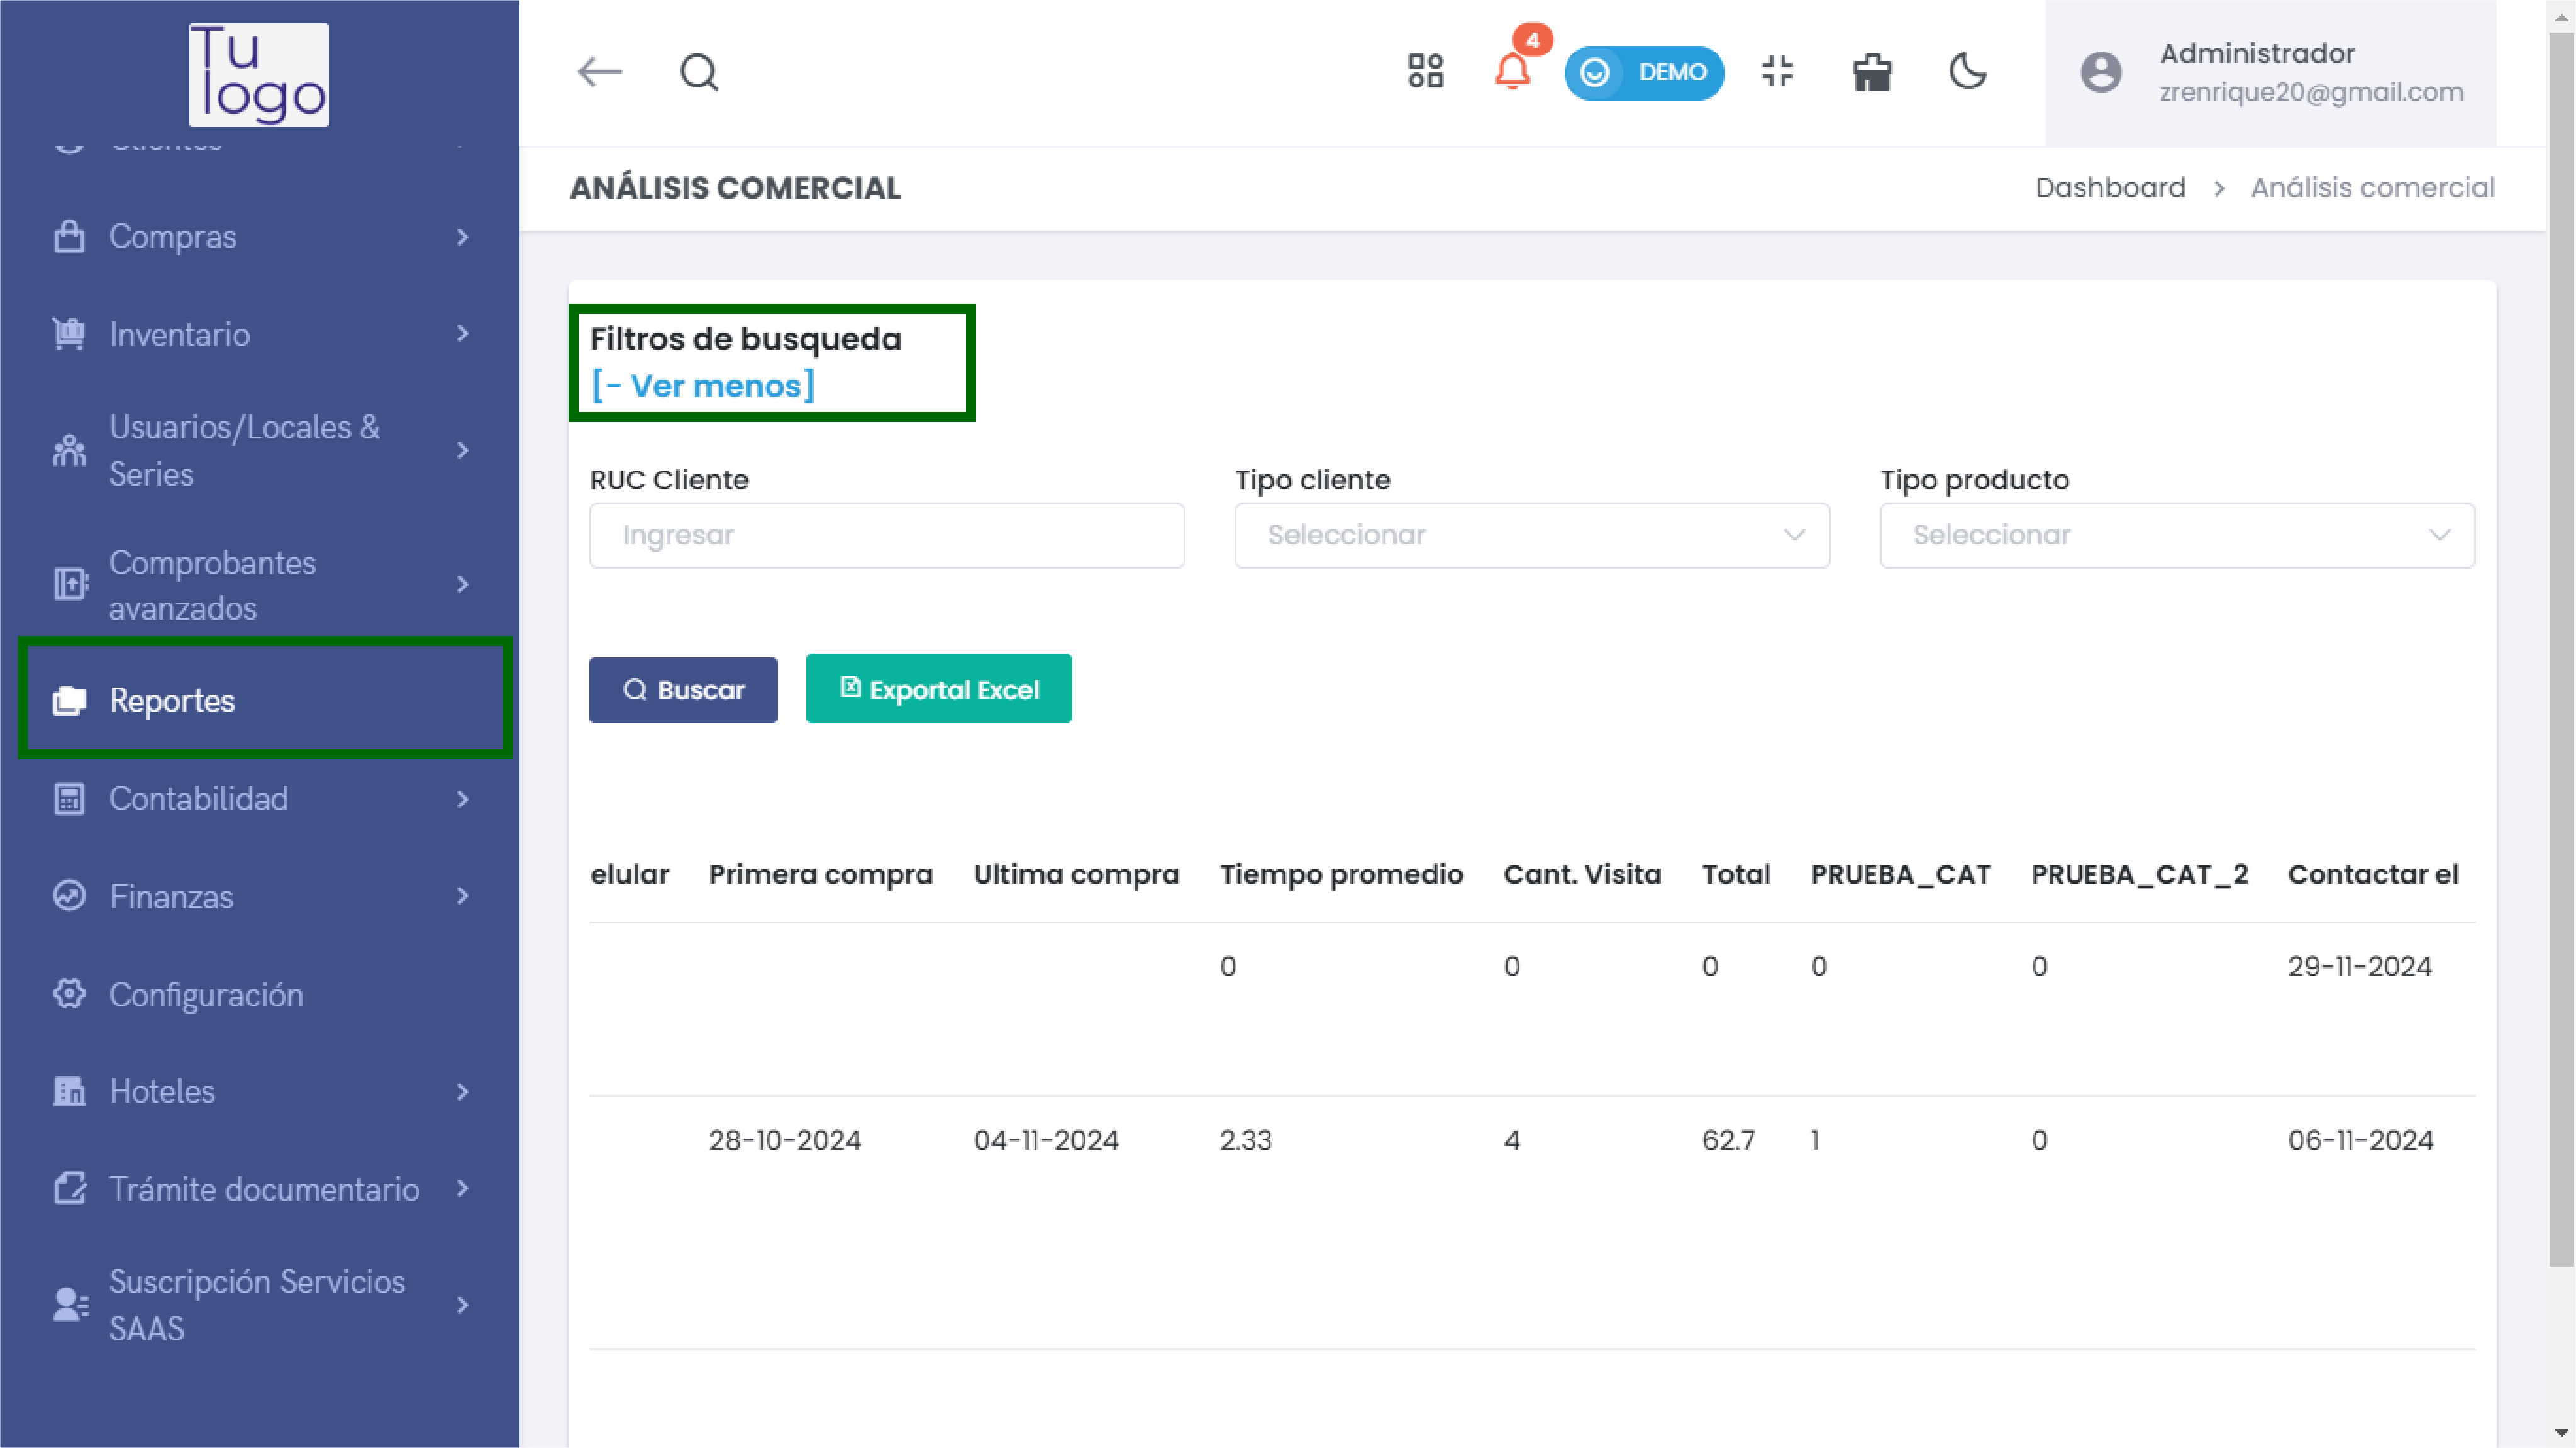 Tu
logo
Clientes
Compras
Inventario
Usuarios/Locales &
Series
Comprobantes
avanzados
Reportes
Contabilidad
Finanzas
Configuración
Hoteles
Trámite documentario
Suscripción Servicios
SAAS
4
DEMO
Administrador
zrenrique20@gmail.com
ANÁLISIS COMERCIAL
Dashboard > Análisis comercial
Filtros de busqueda
[- Ver menos]
RUC Cliente Tipo cliente Tipo producto
Ingresar Seleccionar Seleccionar
Buscar Exportal Excel
elular Primera compra Ultima compra Tiempo promedio Cant. Visita Total PRUEBA_CAT PRUEBA_CAT_2 Contactar el
0 0 0 0 0 29-11-2024
28-10-2024 04-11-2024 2.33 4 62.7 1 0 06-11-2024